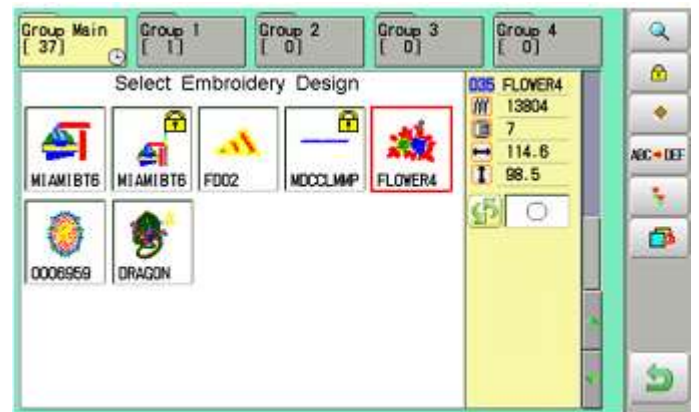 Group Main
[ 37]
Group 1
[ 1]
Group 2
[ 0]
Group 3
[ 0]
Group 4
[ 0]
Select Embroidery Design
MIAMIBT6
MIAMIBT6
FD02
MDCCLMMP
FLOWER4
0006959
DRAGON
035 FLOWER4
13804
7
114.6
98.5
ABC DEF